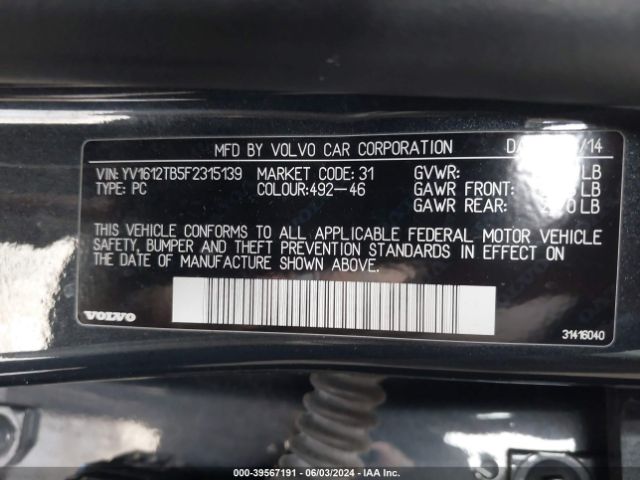 MFD BY VOLVO CAR CORPORATION
VIN:YV1612TB5F2315139 MARKET CODE:31 GVWR: LB
TYPE: PC COLOUR:492-46 GAWR FRONT: LB
GAWR REAR: LB
THIS VEHICLE CONFORMS TO ALL APPLICABLE FEDERAL MOTOR VEHICLE
SAFETY, BUMPER AND THEFT PREVENTION STANDARDS IN EFFECT ON
THE DATE OF MANUFACTURE SHOWN ABOVE.
VOLVO
31416040
000-39567191 - 06/03/2024 - IAA Inc.